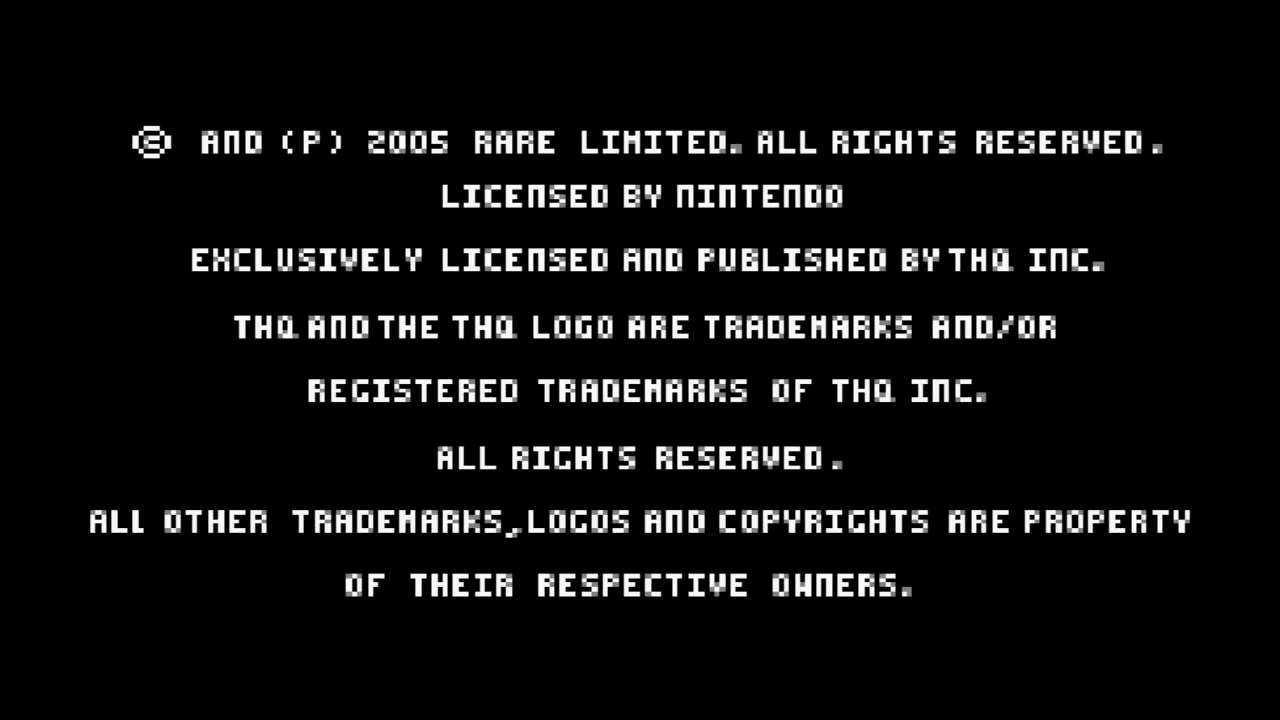 © AND (P) 2005 RARE LIMITED. ALL RIGHTS RESERVED.
LICENSED BY NINTENDO
EXCLUSIVELY LICENSED AND PUBLISHED BY THQ INC.
THQ AND THE THQ LOGO ARE TRADEMARKS AND/OR
REGISTERED TRADEMARKS OF THQ INC.
ALL RIGHTS RESERVED.
ALL OTHER TRADEMARKS,LOGOS AND COPYRIGHTS ARE PROPERTY
OF THEIR RESPECTIVE OWNERS.